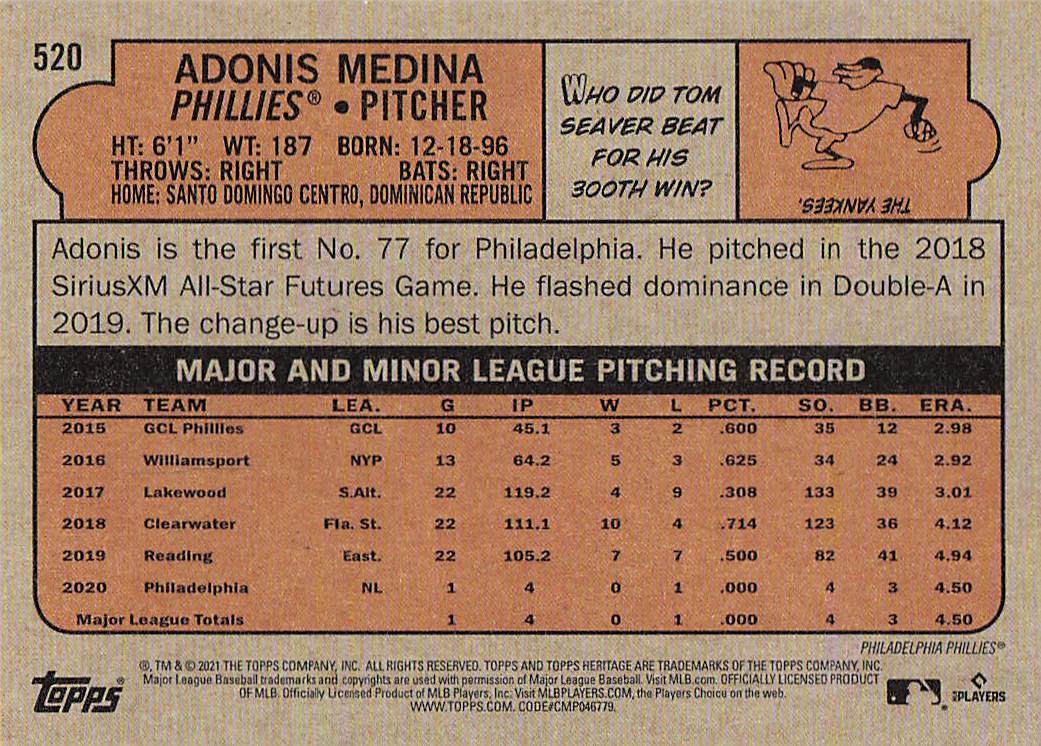 520
ADONIS MEDINA
PHILLIES® • PITCHER
HT: 6'1" WT: 187 BORN: 12-18-96
THROWS: RIGHT BATS: RIGHT
HOME: SANTO DOMINGO CENTRO, DOMINICAN REPUBLIC
WHO DID TOM
SEAVER BEAT
FOR HIS
300TH WIN?
THE YANKEES.
Adonis is the first No. 77 for Philadelphia. He pitched in the 2018
SiriusXM All-Star Futures Game. He flashed dominance in Double-A in
2019. The change-up is his best pitch.
MAJOR AND MINOR LEAGUE PITCHING RECORD
YEAR TEAM LEA. G IP W L PCT. SO. BB. ERA.
2015 GCL Phillies GCL 10 45.1 3 2 .600 35 12 2.98
2016 Williamsport NYP 13 64.2 5 3 .625 34 24 2.92
2017 Lakewood S.Alt. 22 119.2 4 9 .308 133 39 3.01
2018 Clearwater Fla. St. 22 111.1 10 4 .714 123 36 4.12
2019 Reading East. 22 105.2 7 7 .500 82 41 4.94
2020 Philadelphia NL 1 4 0 1 .000 4 3 4.50
Major League Totals 1 4 0 1 .000 4 3 4.50
PHILADELPHIA PHILLIES®
®, TM & © 2021 THE TOPPS COMPANY, INC. ALL RIGHTS RESERVED. TOPPS AND TOPPS HERITAGE ARE TRADEMARKS OF THE TOPPS COMPANY, INC.
Major League Baseball trademarks and copyrights are used with permission of Major League Baseball. Visit MLB.com. OFFICIALLY LICENSED PRODUCT
OF MLB. Officially Licensed Product of MLB Players, Inc. Visit MLBPLAYERS.COM, the Players Choice on the web.
WWW.TOPPS.COM. CODE#CMP046779.
topps®
MLB PLAYERS